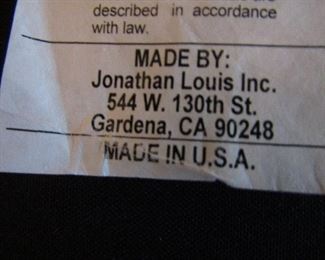 described in accordance
with law.
MADE BY:
Jonathan Louis Inc.
544 W. 130th St.
Gardena, CA 90248
MADE IN U.S.A.